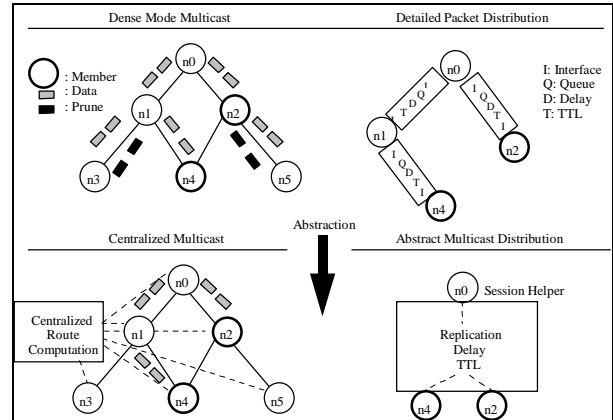 Dense Mode Multicast
: Member
: Data
: Prune
n0
n1
n2
n3
n4
n5
Detailed Packet Distribution
n0
I: Interface
Q: Queue
D: Delay
T: TTL
I
Q
D
T
I
I
Q
D
T
I
n1
n2
I
Q
D
T
I
n4
Abstraction
Centralized Multicast
n0
Centralized
Route
Computation
n1
n2
n3
n4
n5
Abstract Multicast Distribution
n0
Session Helper
Replication
Delay
TTL
n4
n2